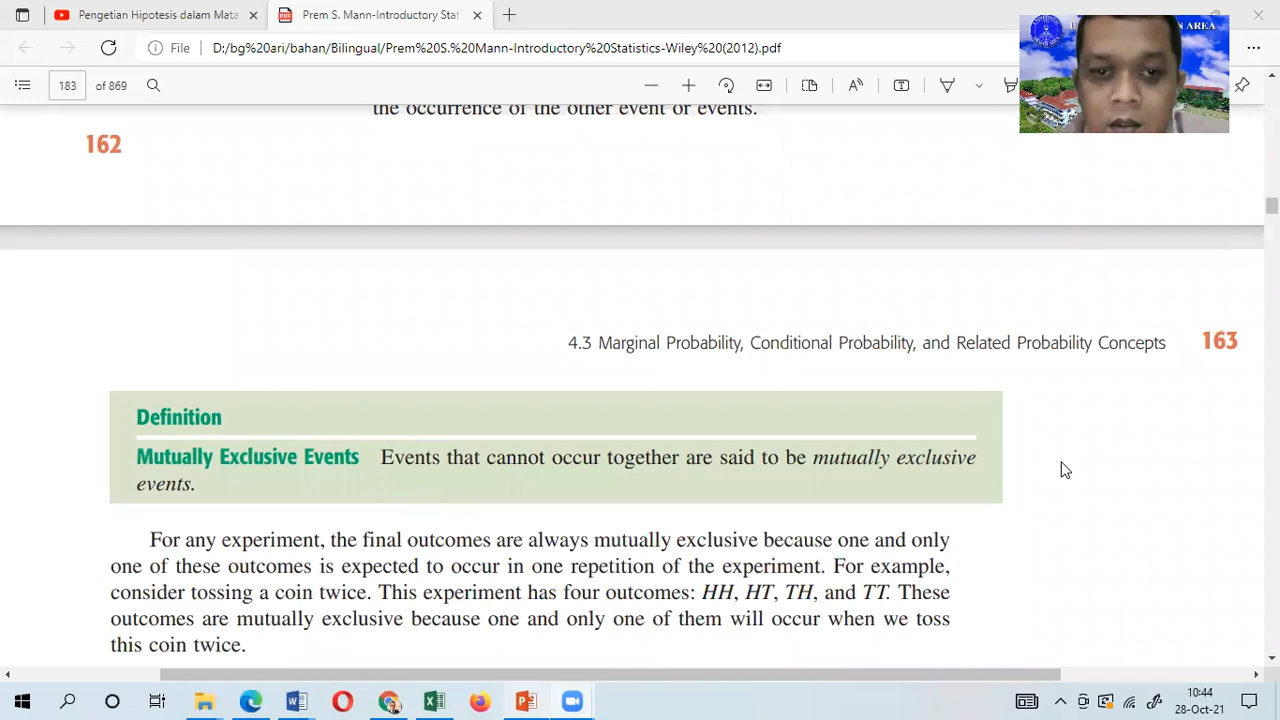 Pengetian Hipotesis dalam Mata
Prem S. Mann-Introductory Stat
File
D:/bg%20ari/bahan/Bilingual/Prem%20S.%20Mann-Introductory%20Statistics-Wiley%20(2012).pdf
183 of 869
AREA
the occurrence of the other event or events.
162
4.3 Marginal Probability, Conditional Probability, and Related Probability Concepts 163
Definition
Mutually Exclusive Events Events that cannot occur together are said to be mutually exclusive
events.
For any experiment, the final outcomes are always mutually exclusive because one and only
one of these outcomes is expected to occur in one repetition of the experiment. For example,
consider tossing a coin twice. This experiment has four outcomes: HH, HT, TH, and TT. These
outcomes are mutually exclusive because one and only one of them will occur when we toss
this coin twice.
10:44
28-Oct-21